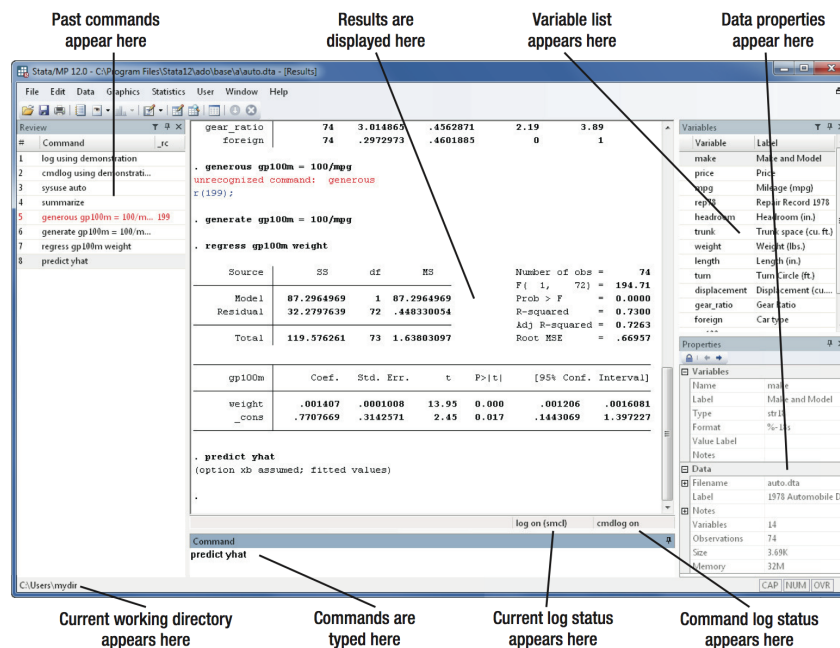 Past commands
appear here
Results are
displayed here
Variable list
appears here
Data properties
appear here
Stata/MP 12.0 - C:\Program Files\Stata12\ado\base\a\auto.dta - [Results]
File Edit Data Graphics Statistics User Window Help
Review
# Command _rc
1 log using demonstration
2 cmdlog using demonstrati...
3 sysuse auto
4 summarize
5 generous gp100m = 100/m... 199
6 generate gp100m = 100/m...
7 regress gp100m weight
8 predict yhat
gear_ratio 74 3.014865 .4562871 2.19 3.89
foreign 74 .2972973 .4601885 0 1
. generous gp100m = 100/mpg
unrecognized command: generous
r(199);
. generate gp100m = 100/mpg
. regress gp100m weight
Source SS df MS Number of obs = 74
F( 1, 72) = 194.71
Model 87.2964969 1 87.2964969 Prob > F = 0.0000
Residual 32.2797639 72 .448330054 R-squared = 0.7300
Adj R-squared = 0.7263
Total 119.576261 73 1.63803097 Root MSE = .66957
gp100m Coef. Std. Err. t P>|t| [95% Conf. Interval]
weight .001407 .0001008 13.95 0.000 .001206 .0016081
_cons .7707669 .3142571 2.45 0.017 .1443069 1.397227
. predict yhat
(option xb assumed; fitted values)
.
log on (smcl) cmdlog on
Command
predict yhat
Variables
Variable Label
make Make and Model
price Price
mpg Mileage (mpg)
rep78 Repair Record 1978
headroom Headroom (in.)
trunk Trunk space (cu. ft.)
weight Weight (lbs.)
length Length (in.)
turn Turn Circle (ft.)
displacement Displacement (cu....
gear_ratio Gear Ratio
foreign Car type
Properties
Variables
Name make
Label Make and Model
Type str18
Format %-18s
Value Label
Notes
Data
Filename auto.dta
Label 1978 Automobile D
Notes
Variables 14
Observations 74
Size 3.69K
Memory 32M
C:\Users\mydir
CAP NUM OVR
Current working directory
appears here
Commands are
typed here
Current log status
appears here
Command log status
appears here